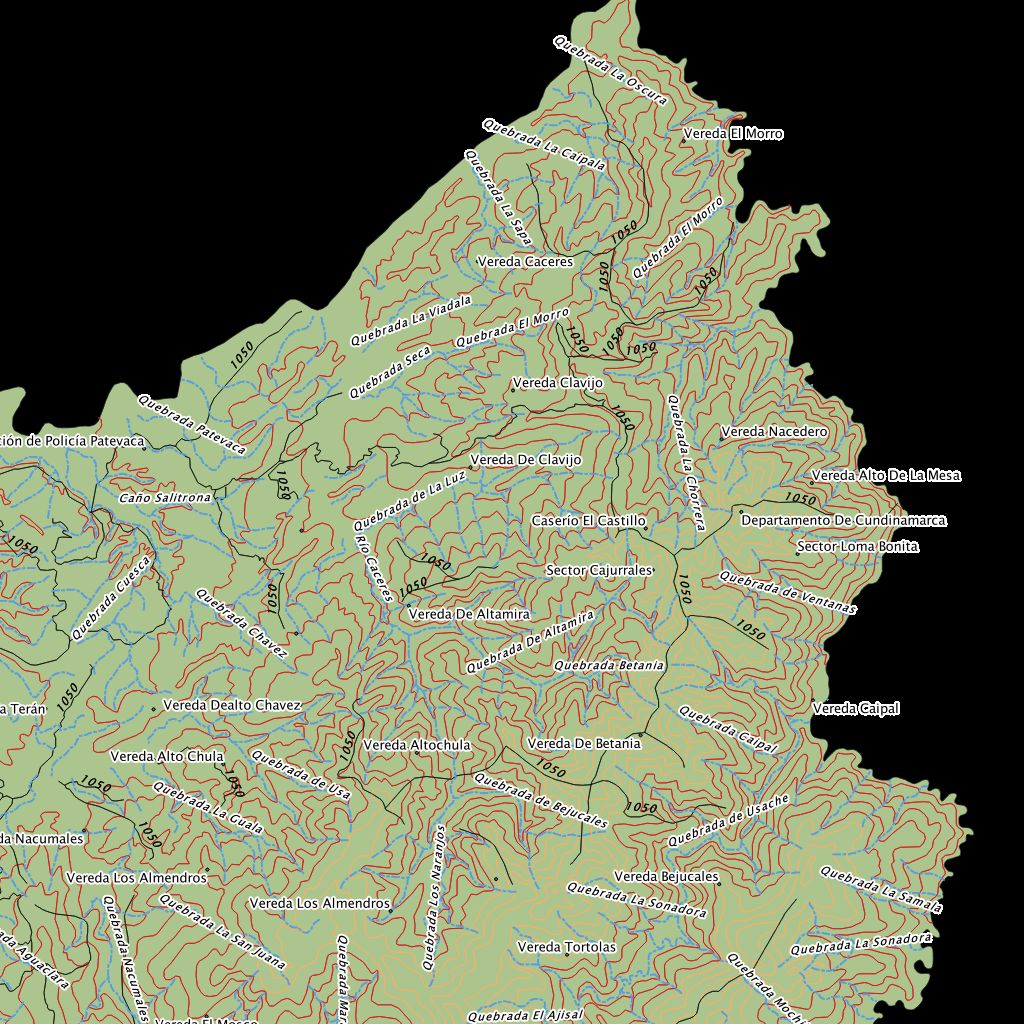 Quebrada La Oscura
Quebrada La Caipala
Vereda El Morro
Quebrada La Sapa
Quebrada El Morro
1050
Vereda Caceres
1050
1050
Quebrada La Viadala
Quebrada El Morro
1050
1050
1050
1050
Quebrada Seca
Vereda Clavijo
Quebrada Patevaca
1050
Quebrada La Chorrera
Vereda Nacedero
ción de Policía Patevaca
Vereda De Clavijo
Vereda Alto De La Mesa
1050
Quebrada de La Luz
Caño Salitrona
1050
Caserío El Castillo
Departamento De Cundinamarca
1050
Sector Loma Bonita
Río Caceres
1050
Sector Cajurrales
1050
1050
Quebrada de Ventanas
Quebrada Cuesca
Quebrada Chavez
1050
Vereda De Altamira
1050
Quebrada De Altamira
Quebrada Betania
1050
a Terán
Vereda Dealto Chavez
Vereda Caipal
Quebrada Caipal
1050
Vereda Altochula
Vereda De Betania
Vereda Alto Chula
1050
Quebrada de Usa
1050
1050
Quebrada de Bejucales
1050
Quebrada de Usache
Quebrada La Guala
1050
da Nacumales
Quebrada Los Naranjos
Vereda Los Almendros
Vereda Bejucales
Quebrada La Samala
Vereda Los Almendros
Quebrada La Sonadora
Quebrada Nacumales
Quebrada La San Juana
Quebrada La Sonadora
Vereda Tortolas
ada Aguaclara
Quebrada Mar
Quebrada Mochi
Quebrada El Ajisal
Vereda El Mosco